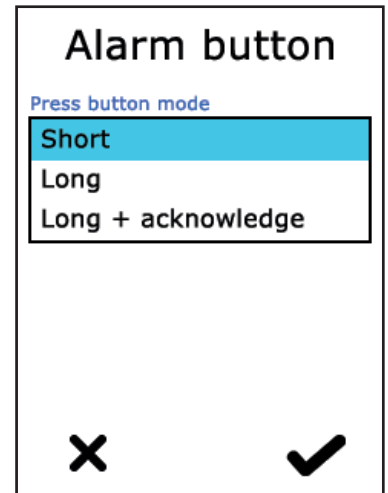 Alarm button
Press button mode
Short
Long
Long + acknowledge